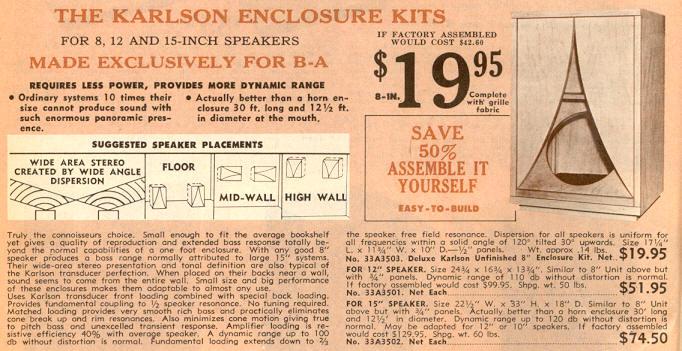 THE KARLSON ENCLOSURE KITS
FOR 8, 12 AND 15-INCH SPEAKERS
MADE EXCLUSIVELY FOR B-A
REQUIRES LESS POWER, PROVIDES MORE DYNAMIC RANGE
• Ordinary systems 10 times their
size cannot produce sound with
such enormous panoramic pres-
ence.
• Actually better than a horn en-
closure 30 ft. long and 12½ ft.
in diameter at the mouth.
IF FACTORY ASSEMBLED
WOULD COST $42.60
$19.95
8-IN.
Complete
with grille
fabric
SAVE
50%
ASSEMBLE IT
YOURSELF
EASY-TO-BUILD
SUGGESTED SPEAKER PLACEMENTS
WIDE AREA STEREO
CREATED BY WIDE ANGLE
DISPERSION
FLOOR
MID-WALL
HIGH WALL
Truly the connoisseurs choice. Small enough to fit the average bookshelf
yet gives a quality of reproduction and extended bass response totally be-
yond the normal capabilities of a one foot enclosure. With any good 8"
speaker produces a bass range normally attributed to large 15" systems.
Their wide-area stereo presentation and tonal definition are also typical of
the Karlson transducer perfection. When placed on their backs near a wall,
sound seems to come from the entire wall. Small size and big performance
of these enclosures makes them adaptable to almost any use.
Uses Karlson transducer front loading combined with special back loading.
Provides fundamental coupling to ½ speaker resonance. No tuning required.
Matched loading provides very smooth rich bass and practically eliminates
cone break up and rim resonances. Also minimizes cone motion giving true
to pitch bass and unexcelled transient response. Amplifier loading is re-
sistive efficiency 40% with average speaker. A dynamic range up to 100
db without distortion is normal. Fundamental loading extends down to ⅔
the speaker free field resonance. Dispersion for all speakers is uniform for
all frequencies within a solid angle of 120° tilted 30° upwards. Size 17¼"
L. x 11¾" W. x 10" D.—½" panels. Wt. approx .14 lbs.
No. 33A3503. Deluxe Karlson Unfinished 8" Enclosure Kit. Net $19.95
FOR 12" SPEAKER. Size 24¾ x 16¾ x 13¾", Similar to 8" Unit above
but with ¾" panels. Dynamic range of 110 db without distortion is normal.
If factory assembled would cost $99.95. Shpg. wt. 50 lbs.
No. 33A3501. Net Each $51.95
FOR 15" SPEAKER. Size 22½" W. x 33" H. x 18" D. Similar to 8" Unit
above but with ¾" panels. Actually better than a horn enclosure 30' long
and 12½' in diameter. Dynamic range up to 120 db without distortion is
normal. May be adapted for 12" or 10" speakers. If factory assembled
would cost $129.95. Shpg. wt. 60 lbs.
No. 33A3502. Net Each $74.50